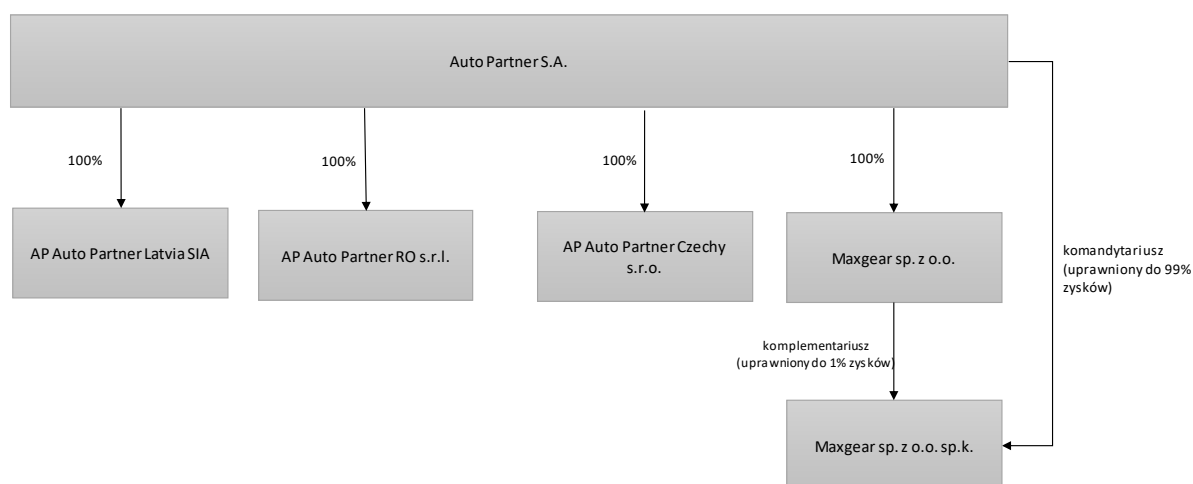 Auto Partner S.A.
100%
100%
100%
100%
AP Auto Partner Latvia SIA
AP Auto Partner RO s.r.l.
AP Auto Partner Czechy
s.r.o.
Maxgear sp. z o.o.
komandytariusz
(uprawniony do 99%
zysków)
komplementariusz
(uprawniony do 1% zysków)
Maxgear sp. z o.o. sp.k.